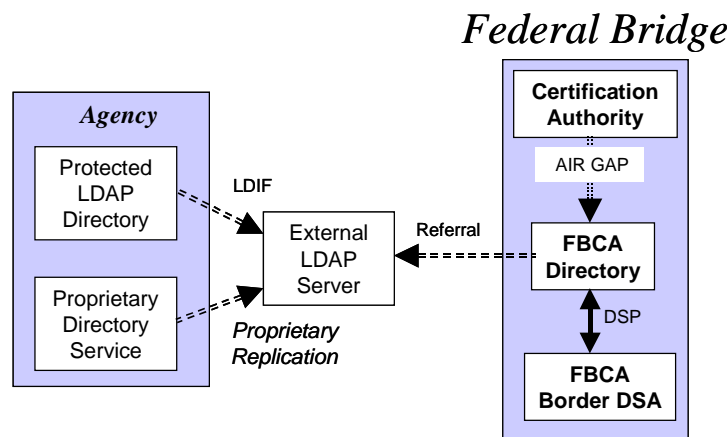 Federal Bridge
Agency
Protected
LDAP
Directory
Proprietary
Directory
Service
LDIF
Proprietary
Replication
External
LDAP
Server
Referral
Certification
Authority
AIR GAP
FBCA
Directory
DSP
FBCA
Border DSA